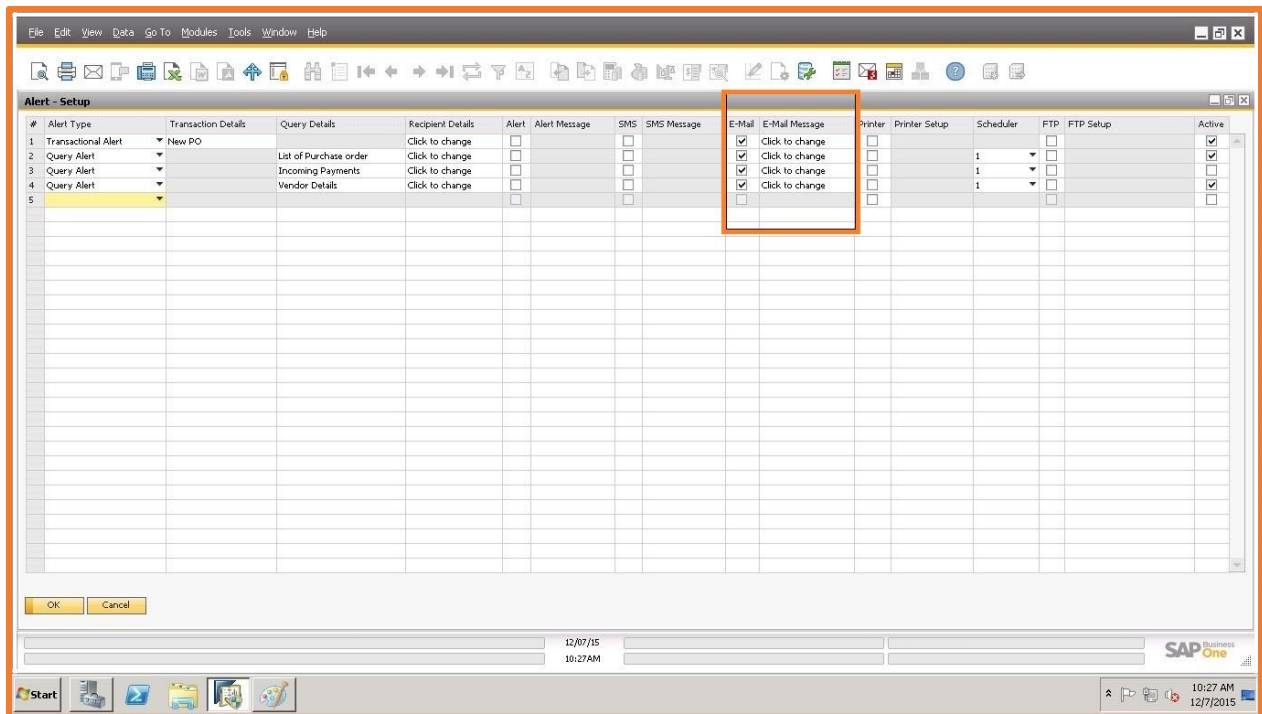 File Edit View Data Go To Modules Tools Window Help
Alert - Setup
# Alert Type Transaction Details Query Details Recipient Details Alert Alert Message SMS SMS Message E-Mail E-Mail Message Printer Printer Setup Scheduler FTP FTP Setup Active
1 Transactional Alert New PO Click to change Click to change
2 Query Alert List of Purchase order Click to change Click to change 1
3 Query Alert Incoming Payments Click to change Click to change 1
4 Query Alert Vendor Details Click to change Click to change 1
5
OK Cancel
12/07/15
10:27AM
SAP Business One
Start
10:27 AM
12/7/2015